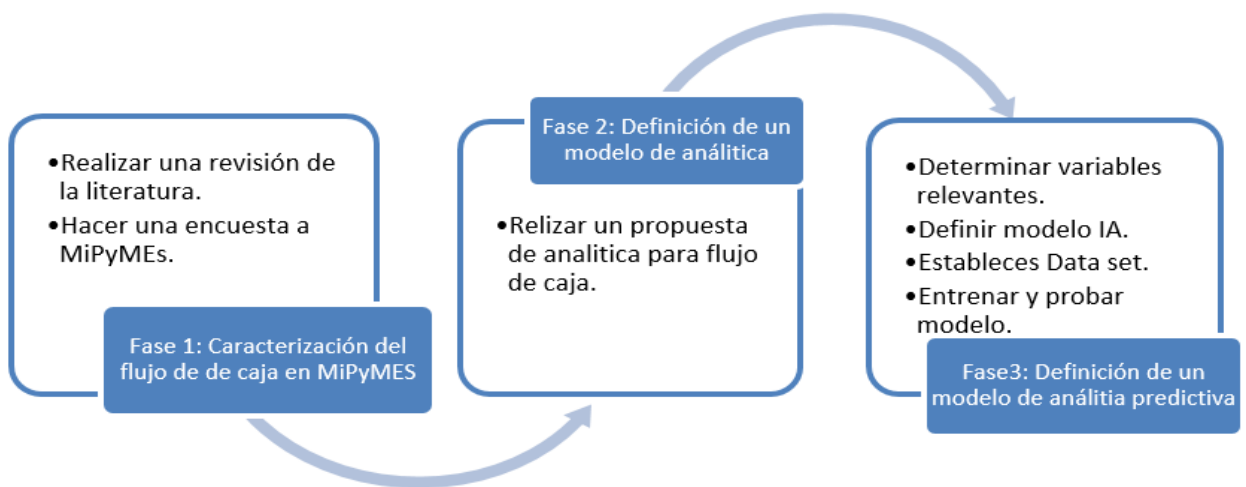 •Realizar una revisión de
la literatura.
•Hacer una encuesta a
MiPyMEs.
Fase 1: Caracterización del
flujo de de caja en MiPyMES
Fase 2: Definición de un
modelo de análitica
•Relizar un propuesta
de analitica para flujo
de caja.
•Determinar variables
relevantes.
•Definir modelo IA.
•Estableces Data set.
•Entrenar y probar
modelo.
Fase3: Definición de un
modelo de análitia predictiva